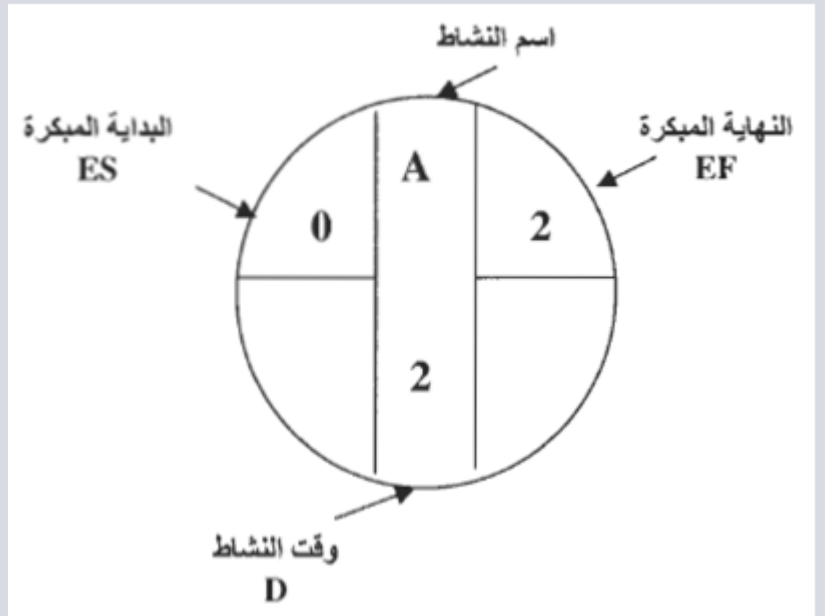 اسم النشاط
النهاية المبكرة
EF
البداية المبكرة
ES
A
0
2
2
وقت النشاط
D